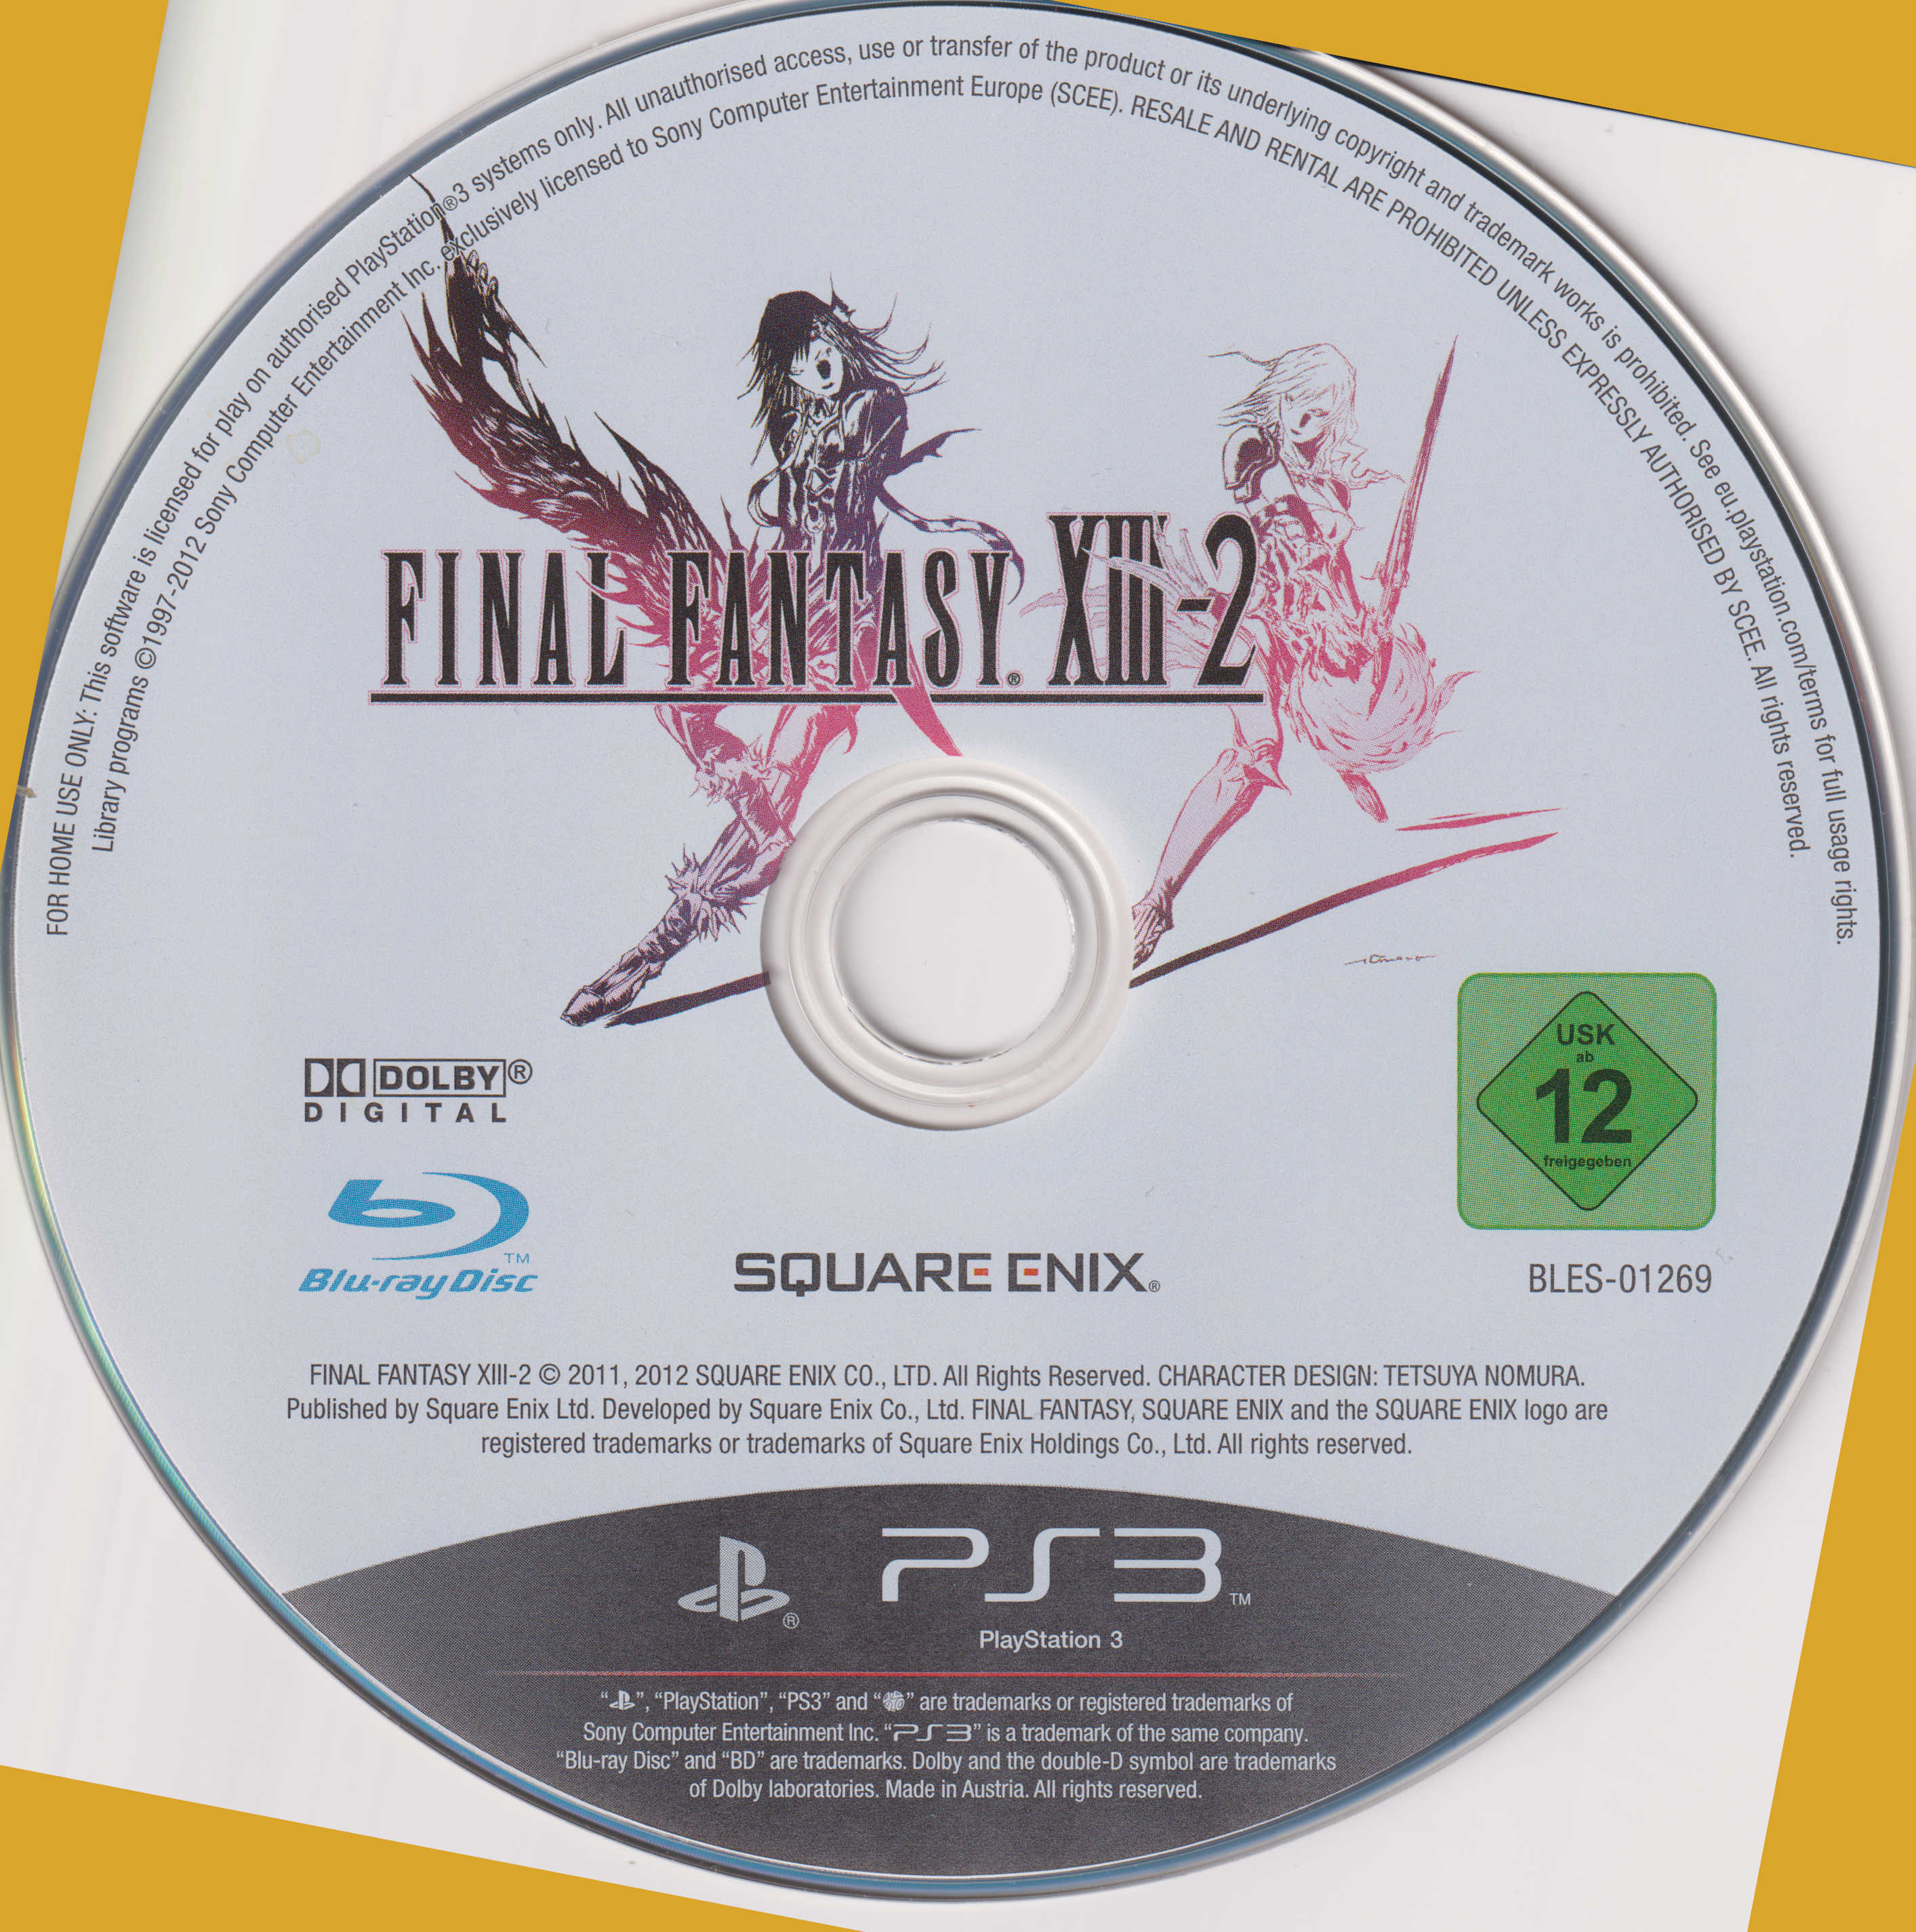 FOR HOME USE ONLY: This software is licensed for play on authorised PlayStation®3 systems only. All unauthorised access, use or transfer of the product or its underlying copyright and trademark works is prohibited. See eu.playstation.com/terms for full usage rights.
Library programs ©1997-2012 Sony Computer Entertainment Inc. exclusively licensed to Sony Computer Entertainment Europe (SCEE). RESALE AND RENTAL ARE PROHIBITED UNLESS EXPRESSLY AUTHORISED BY SCEE. All rights reserved.
FINAL FANTASY® XIII-2
DOLBY®
DIGITAL
USK
ab
12
freigegeben
TM
Blu-ray Disc
SQUARE ENIX®
BLES-01269
FINAL FANTASY XIII-2 © 2011, 2012 SQUARE ENIX CO., LTD. All Rights Reserved. CHARACTER DESIGN: TETSUYA NOMURA.
Published by Square Enix Ltd. Developed by Square Enix Co., Ltd. FINAL FANTASY, SQUARE ENIX and the SQUARE ENIX logo are
registered trademarks or trademarks of Square Enix Holdings Co., Ltd. All rights reserved.
® PS3™
PlayStation 3
“ ”, “PlayStation”, “PS3” and “ ” are trademarks or registered trademarks of
Sony Computer Entertainment Inc. “PS3” is a trademark of the same company.
“Blu-ray Disc” and “BD” are trademarks. Dolby and the double-D symbol are trademarks
of Dolby laboratories. Made in Austria. All rights reserved.